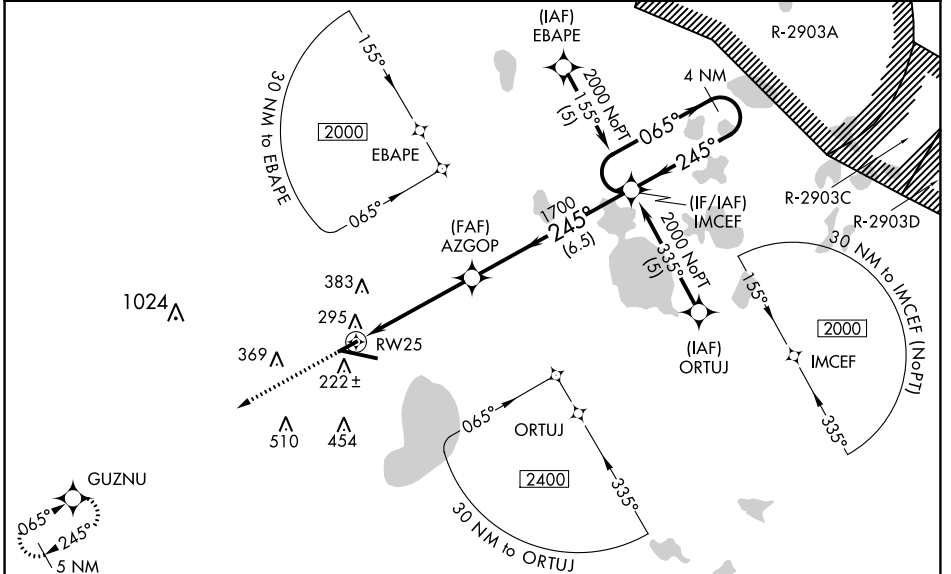 (IAF)
EBAPE
R-2903A
4 NM
2000 NoPT
155°
(5)
065°
245°
155°
30 NM to EBAPE
2000
EBAPE
065°
(IF/IAF)
IMCEF
R-2903C
R-2903D
1700
245°
(6.5)
(FAF)
AZGOP
2000 NoPT
335°
(5)
(IAF)
ORTUJ
30 NM to IMCEF (NoPT)
155°
2000
IMCEF
335°
383
1024
295
RW25
369
222±
510
454
065°
ORTUJ
2400
335°
30 NM to ORTUJ
GUZNU
065°
245°
5 NM